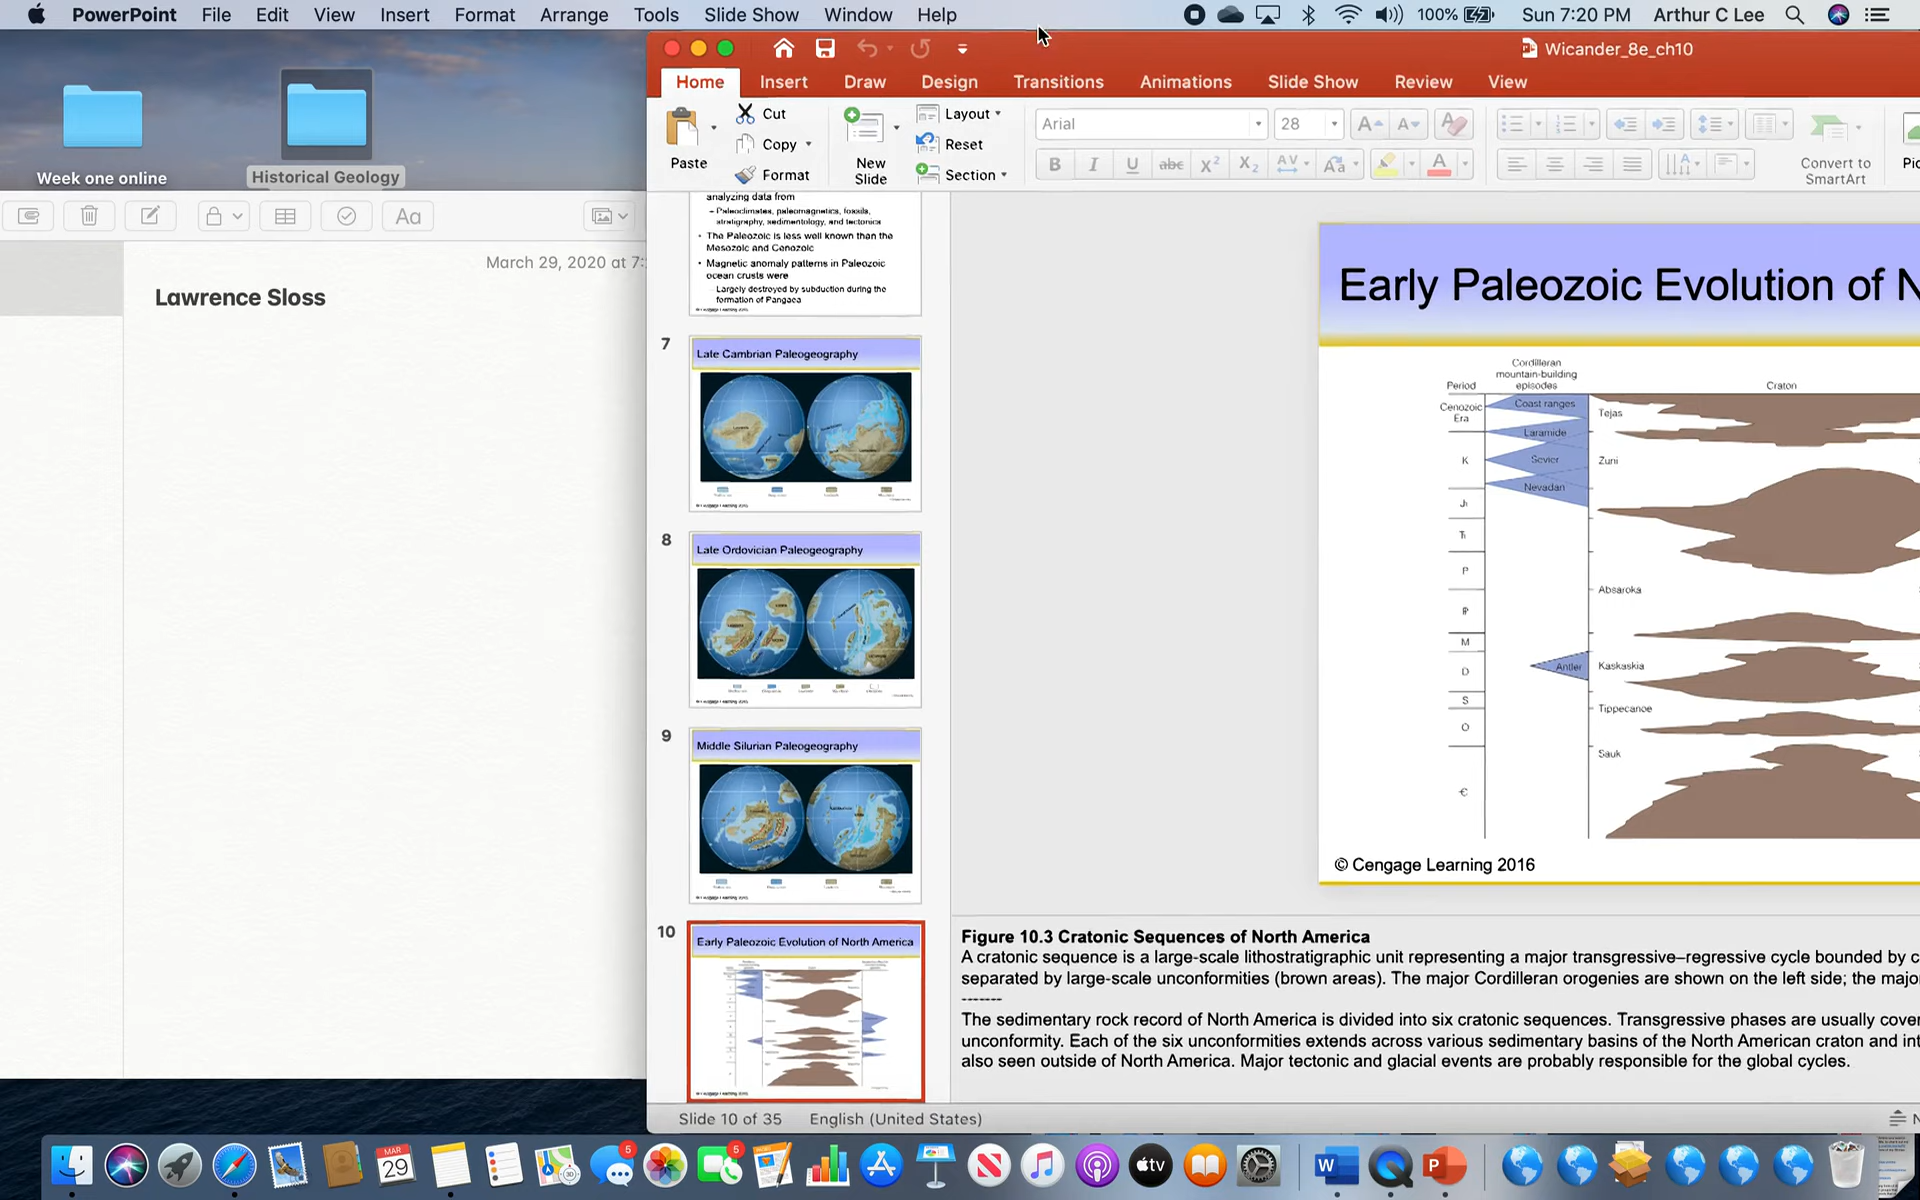 PowerPoint File Edit View Insert Format Arrange Tools Slide Show Window Help 100% Sun 7:20 PM Arthur C Lee
Wicander_8e_ch10
Home Insert Draw Design Transitions Animations Slide Show Review View
Paste
Cut
Copy
Format
New
Slide
Layout
Reset
Section
Arial
28
Convert to
SmartArt
Pic
Week one online
Historical Geology
March 29, 2020 at 7:
Lawrence Sloss
analyzing data from
– Paleoclimates, paleomagnetics, fossils,
stratigraphy, sedimentology, and tectonics
• The Paleozoic is less well known than the
Mesozoic and Cenozoic
• Magnetic anomaly patterns in Paleozoic
ocean crusts were
Largely destroyed by subduction during the
formation of Pangaea
7
Late Cambrian Paleogeography
8
Late Ordovician Paleogeography
9
Middle Silurian Paleogeography
10
Early Paleozoic Evolution of North America
Early Paleozoic Evolution of N
Period
Cordilleran
mountain-building
episodes
Craton
Cenozoic
Era
Coast ranges
Tejas
Laramide
K
Sevier
Zuni
Nevadan
P
Absaroka
M
D
Antler
Kaskaskia
S
Tippecanoe
O
Sauk
© Cengage Learning 2016
Figure 10.3 Cratonic Sequences of North America
A cratonic sequence is a large-scale lithostratigraphic unit representing a major transgressive–regressive cycle bounded by c
separated by large-scale unconformities (brown areas). The major Cordilleran orogenies are shown on the left side; the majo
-------
The sedimentary rock record of North America is divided into six cratonic sequences. Transgressive phases are usually cover
unconformity. Each of the six unconformities extends across various sedimentary basins of the North American craton and int
also seen outside of North America. Major tectonic and glacial events are probably responsible for the global cycles.
Slide 10 of 35 English (United States)
MAR
29
5
5
tv
W
P